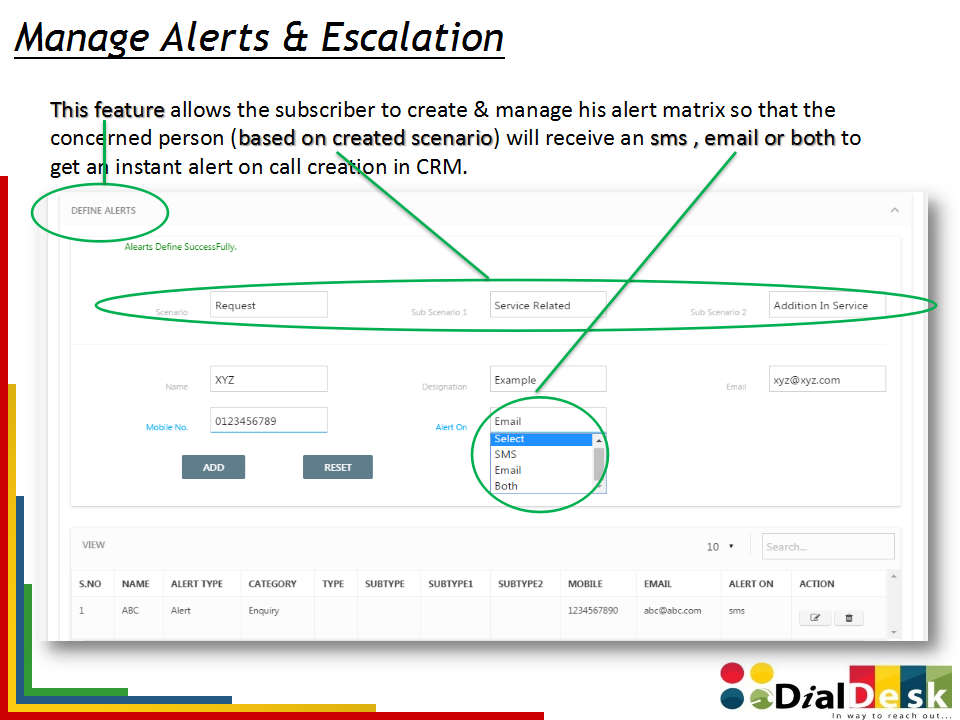 Manage Alerts & Escalation
This feature allows the subscriber to create & manage his alert matrix so that the
concerned person (based on created scenario) will receive an sms , email or both to
get an instant alert on call creation in CRM.
DEFINE ALERTS
Alearts Define SuccessFully.
Scenario Request Sub Scenario 1 Service Related Sub Scenario 2 Addition In Service
Name XYZ Designation Example Email xyz@xyz.com
Mobile No. 0123456789 Alert On Email
Select
SMS
Email
Both
ADD RESET
VIEW 10 Search...
S.NO NAME ALERT TYPE CATEGORY TYPE SUBTYPE SUBTYPE1 SUBTYPE2 MOBILE EMAIL ALERT ON ACTION
1 ABC Alert Enquiry 1234567890 abc@abc.com sms
DialDesk
In way to reach out...